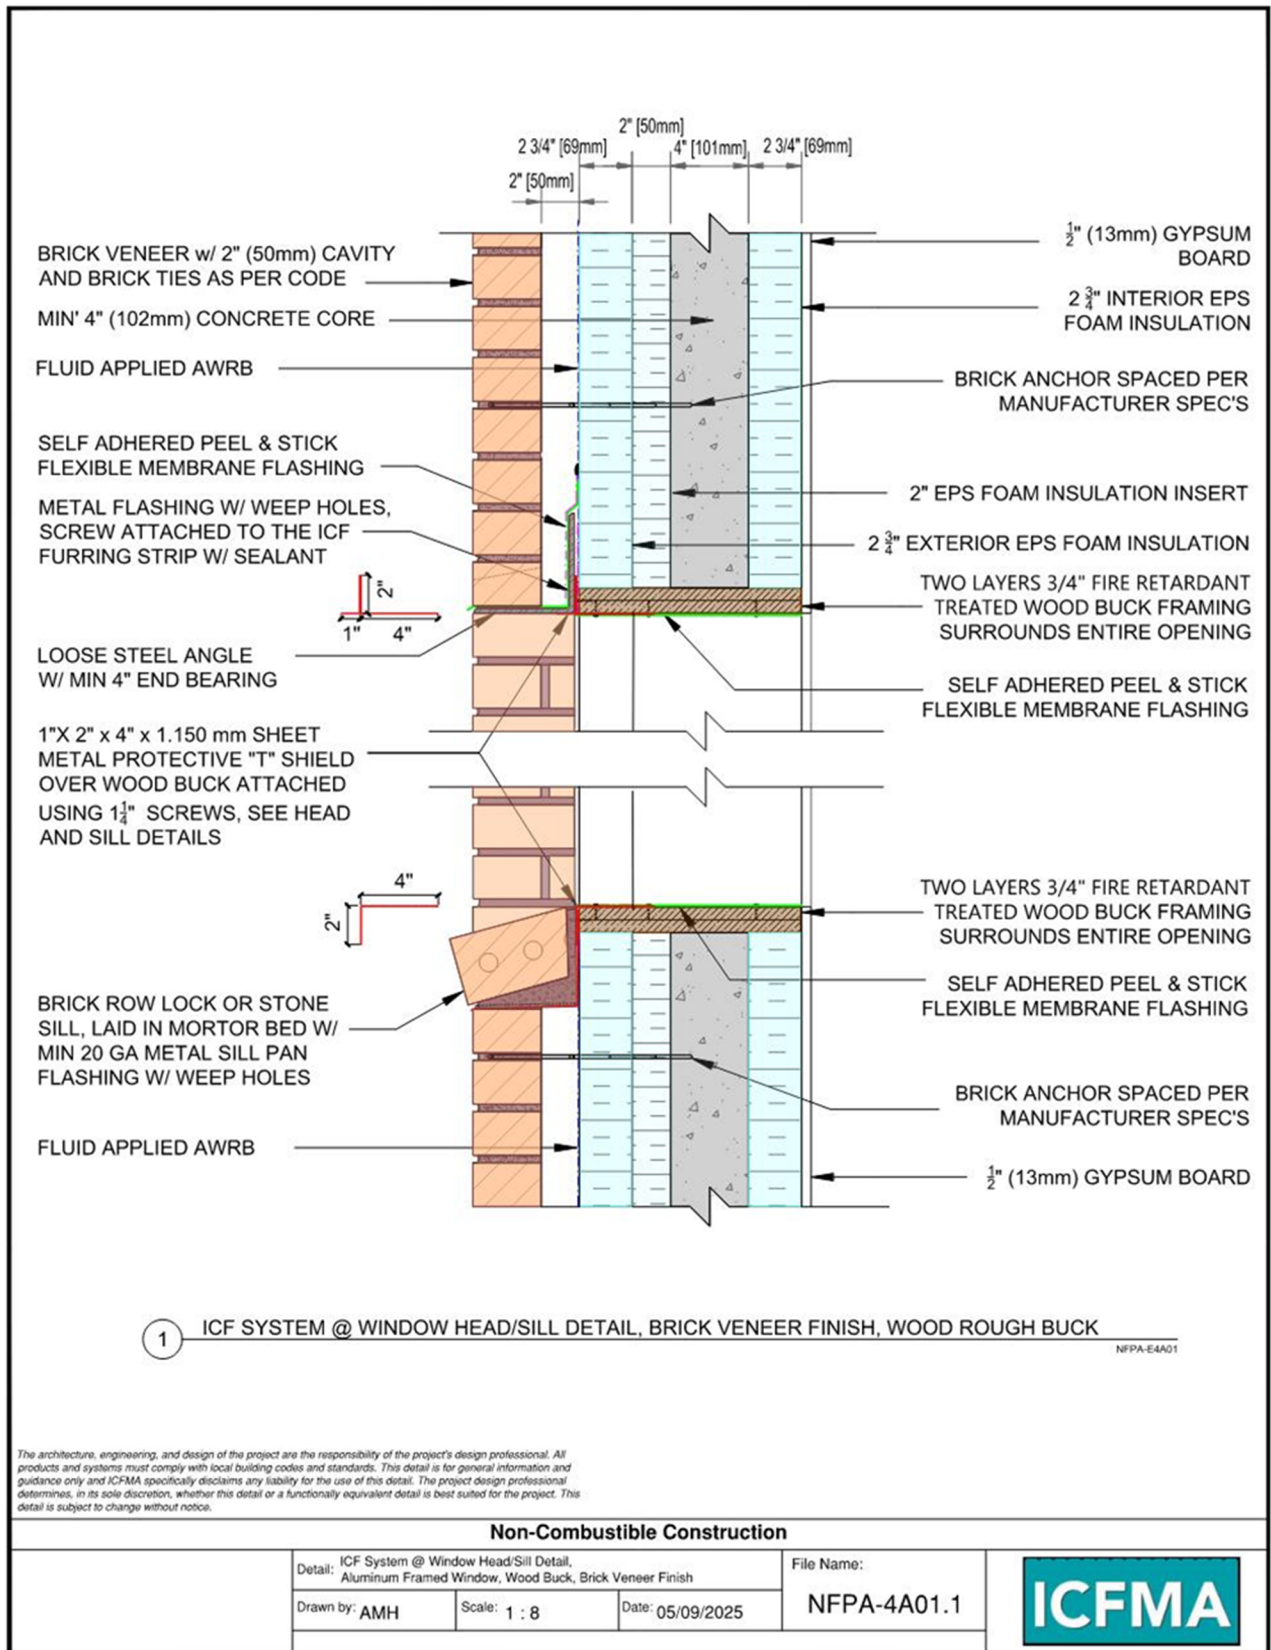 2" [50mm]
2 3/4" [69mm]
4" [101mm]
2 3/4" [69mm]
2" [50mm]
BRICK VENEER w/ 2" (50mm) CAVITY
AND BRICK TIES AS PER CODE
MIN' 4" (102mm) CONCRETE CORE
FLUID APPLIED AWRB
SELF ADHERED PEEL & STICK
FLEXIBLE MEMBRANE FLASHING
METAL FLASHING W/ WEEP HOLES,
SCREW ATTACHED TO THE ICF
FURRING STRIP W/ SEALANT
2"
1"
4"
LOOSE STEEL ANGLE
W/ MIN 4" END BEARING
1"X 2" x 4" x 1.150 mm SHEET
METAL PROTECTIVE "T" SHIELD
OVER WOOD BUCK ATTACHED
USING 1 1/4" SCREWS, SEE HEAD
AND SILL DETAILS
4"
2"
BRICK ROW LOCK OR STONE
SILL, LAID IN MORTOR BED W/
MIN 20 GA METAL SILL PAN
FLASHING W/ WEEP HOLES
FLUID APPLIED AWRB
1/2" (13mm) GYPSUM
BOARD
2 3/4" INTERIOR EPS
FOAM INSULATION
BRICK ANCHOR SPACED PER
MANUFACTURER SPEC'S
2" EPS FOAM INSULATION INSERT
2 3/4" EXTERIOR EPS FOAM INSULATION
TWO LAYERS 3/4" FIRE RETARDANT
TREATED WOOD BUCK FRAMING
SURROUNDS ENTIRE OPENING
SELF ADHERED PEEL & STICK
FLEXIBLE MEMBRANE FLASHING
TWO LAYERS 3/4" FIRE RETARDANT
TREATED WOOD BUCK FRAMING
SURROUNDS ENTIRE OPENING
SELF ADHERED PEEL & STICK
FLEXIBLE MEMBRANE FLASHING
BRICK ANCHOR SPACED PER
MANUFACTURER SPEC'S
1/2" (13mm) GYPSUM BOARD
1 ICF SYSTEM @ WINDOW HEAD/SILL DETAIL, BRICK VENEER FINISH, WOOD ROUGH BUCK
NFPA-E4A01
The architecture, engineering, and design of the project are the responsibility of the project's design professional. All
products and systems must comply with local building codes and standards. This detail is for general information and
guidance only and ICFMA specifically disclaims any liability for the use of this detail. The project design professional
determines, in its sole discretion, whether this detail or a functionally equivalent detail is best suited for the project. This
detail is subject to change without notice.
Non-Combustible Construction
Detail: ICF System @ Window Head/Sill Detail,
Aluminum Framed Window, Wood Buck, Brick Veneer Finish
Drawn by: AMH
Scale: 1 : 8
Date: 05/09/2025
File Name:
NFPA-4A01.1
ICFMA